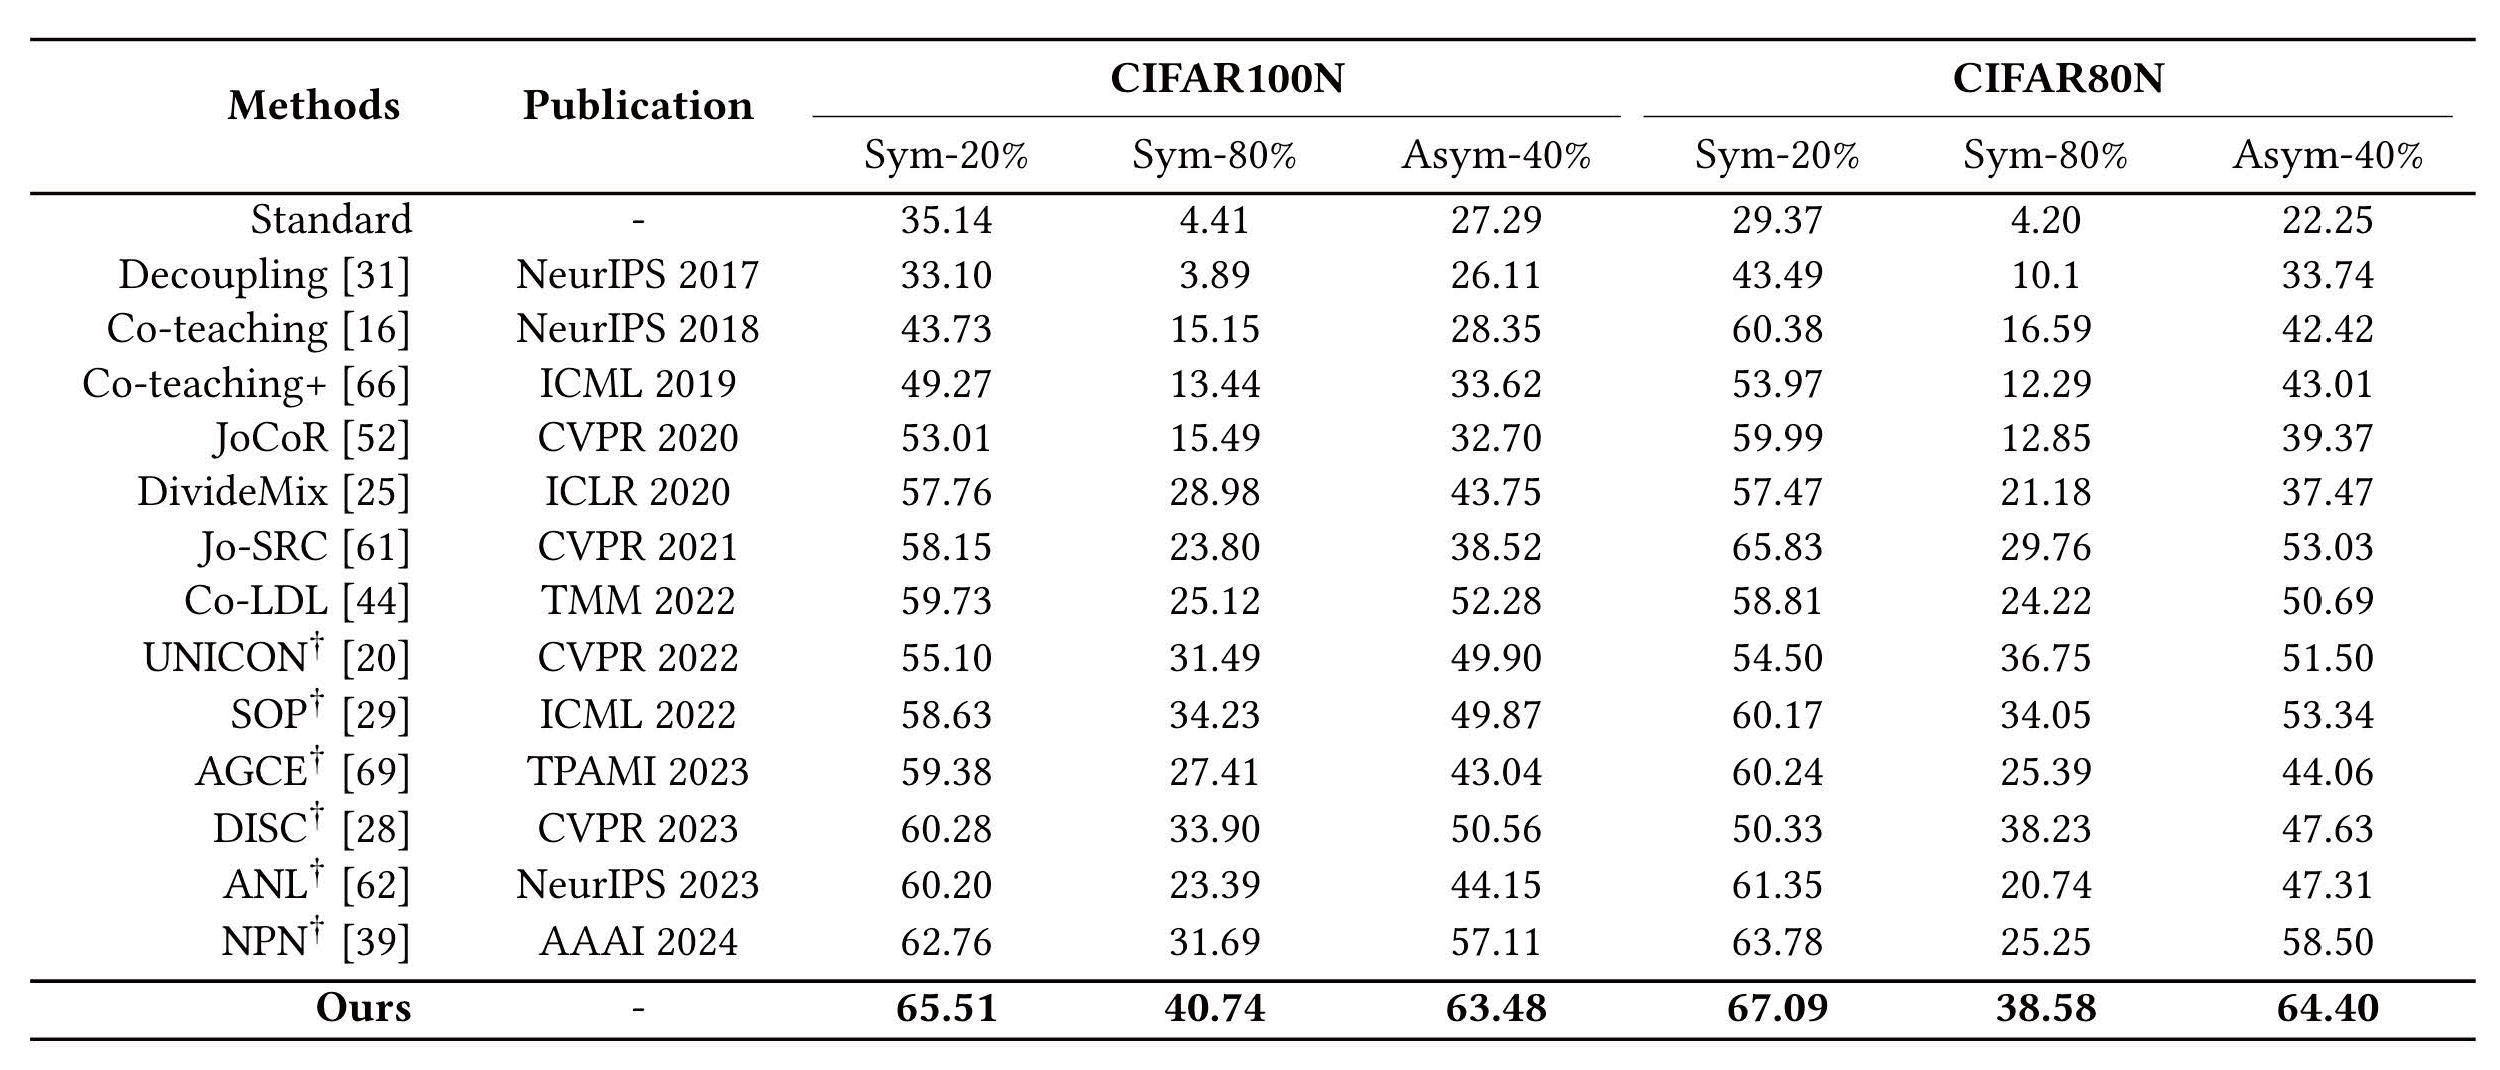 Methods Publication CIFAR100N CIFAR80N
Sym-20% Sym-80% Asym-40% Sym-20% Sym-80% Asym-40%
Standard - 35.14 4.41 27.29 29.37 4.20 22.25
Decoupling [31] NeurIPS 2017 33.10 3.89 26.11 43.49 10.1 33.74
Co-teaching [16] NeurIPS 2018 43.73 15.15 28.35 60.38 16.59 42.42
Co-teaching+ [66] ICML 2019 49.27 13.44 33.62 53.97 12.29 43.01
JoCoR [52] CVPR 2020 53.01 15.49 32.70 59.99 12.85 39.37
DivideMix [25] ICLR 2020 57.76 28.98 43.75 57.47 21.18 37.47
Jo-SRC [61] CVPR 2021 58.15 23.80 38.52 65.83 29.76 53.03
Co-LDL [44] TMM 2022 59.73 25.12 52.28 58.81 24.22 50.69
UNICON† [20] CVPR 2022 55.10 31.49 49.90 54.50 36.75 51.50
SOP† [29] ICML 2022 58.63 34.23 49.87 60.17 34.05 53.34
AGCE† [69] TPAMI 2023 59.38 27.41 43.04 60.24 25.39 44.06
DISC† [28] CVPR 2023 60.28 33.90 50.56 50.33 38.23 47.63
ANL† [62] NeurIPS 2023 60.20 23.39 44.15 61.35 20.74 47.31
NPN† [39] AAAI 2024 62.76 31.69 57.11 63.78 25.25 58.50
Ours - 65.51 40.74 63.48 67.09 38.58 64.40